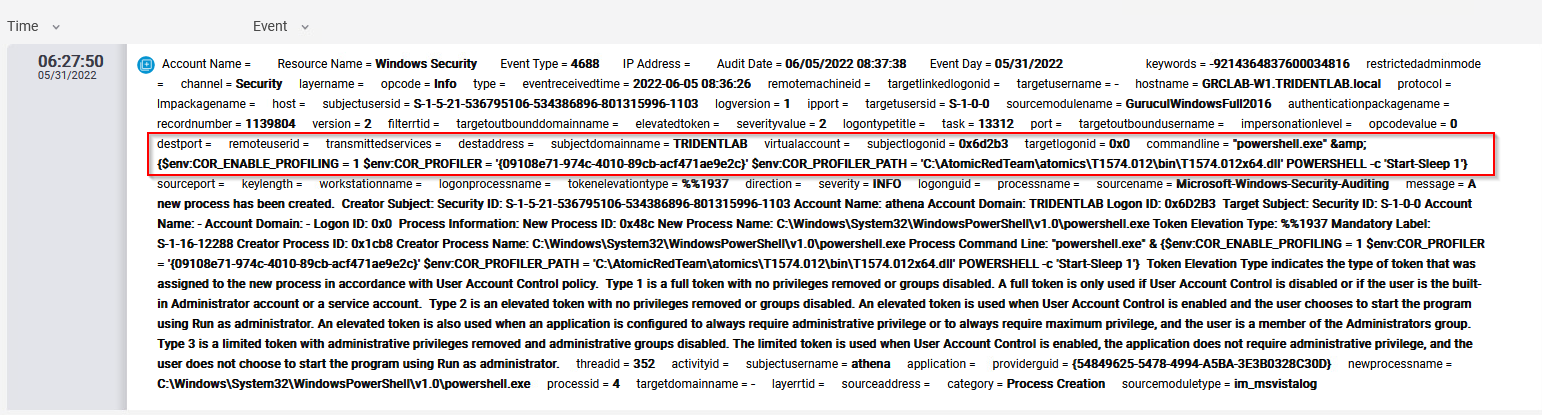 Time Event
06:27:50
05/31/2022
Account Name = Resource Name = Windows Security Event Type = 4688 IP Address = Audit Date = 06/05/2022 08:37:38 Event Day = 05/31/2022 keywords = -9214364837600034816 restrictedadminmode
= channel = Security layername = opcode = Info type = eventreceivedtime = 2022-06-05 08:36:26 remotemachineid = targetlinkedlogonid = targetusername = - hostname = GRCLAB-W1.TRIDENTLAB.local protocol =
lmpackagename = host = subjectusersid = S-1-5-21-536795106-534386896-801315996-1103 logversion = 1 ipport = targetusersid = S-1-0-0 sourcemodulename = GuruculWindowsFull2016 authenticationpackagename =
recordnumber = 1139804 version = 2 filterrtid = targetoutbounddomainname = elevatedtoken = severityvalue = 2 logontypetitle = task = 13312 port = targetoutboundusername = impersonationlevel = opcodevalue = 0
destport = remoteuserid = transmittedservices = destaddress = subjectdomainname = TRIDENTLAB virtualaccount = subjectlogonid = 0x6d2b3 targetlogonid = 0x0 commandline = "powershell.exe" &amp;
{$env:COR_ENABLE_PROFILING = 1 $env:COR_PROFILER = '{09108e71-974c-4010-89cb-acf471ae9e2c}' $env:COR_PROFILER_PATH = 'C:\AtomicRedTeam\atomics\T1574.012\bin\T1574.012x64.dll' POWERSHELL -c 'Start-Sleep 1'}
sourceport = keylength = workstationname = logonprocessname = tokenelevationtype = %%1937 direction = severity = INFO logonguid = processname = sourcename = Microsoft-Windows-Security-Auditing message = A
new process has been created. Creator Subject: Security ID: S-1-5-21-536795106-534386896-801315996-1103 Account Name: athena Account Domain: TRIDENTLAB Logon ID: 0x6D2B3 Target Subject: Security ID: S-1-0-0 Account
Name: - Account Domain: - Logon ID: 0x0 Process Information: New Process ID: 0x48c New Process Name: C:\Windows\System32\WindowsPowerShell\v1.0\powershell.exe Token Elevation Type: %%1937 Mandatory Label:
S-1-16-12288 Creator Process ID: 0x1cb8 Creator Process Name: C:\Windows\System32\WindowsPowerShell\v1.0\powershell.exe Process Command Line: "powershell.exe" & {$env:COR_ENABLE_PROFILING = 1 $env:COR_PROFILER
= '{09108e71-974c-4010-89cb-acf471ae9e2c}' $env:COR_PROFILER_PATH = 'C:\AtomicRedTeam\atomics\T1574.012\bin\T1574.012x64.dll' POWERSHELL -c 'Start-Sleep 1'} Token Elevation Type indicates the type of token that was
assigned to the new process in accordance with User Account Control policy. Type 1 is a full token with no privileges removed or groups disabled. A full token is only used if User Account Control is disabled or if the user is the built-
in Administrator account or a service account. Type 2 is an elevated token with no privileges removed or groups disabled. An elevated token is used when User Account Control is enabled and the user chooses to start the program
using Run as administrator. An elevated token is also used when an application is configured to always require administrative privilege or to always require maximum privilege, and the user is a member of the Administrators group.
Type 3 is a limited token with administrative privileges removed and administrative groups disabled. The limited token is used when User Account Control is enabled, the application does not require administrative privilege, and the
user does not choose to start the program using Run as administrator. threadid = 352 activityid = subjectusername = athena application = providerguid = {54849625-5478-4994-A5BA-3E3B0328C30D} newprocessname =
C:\Windows\System32\WindowsPowerShell\v1.0\powershell.exe processid = 4 targetdomainname = - layerrtid = sourceaddress = category = Process Creation sourcemoduletype = im_msvistalog